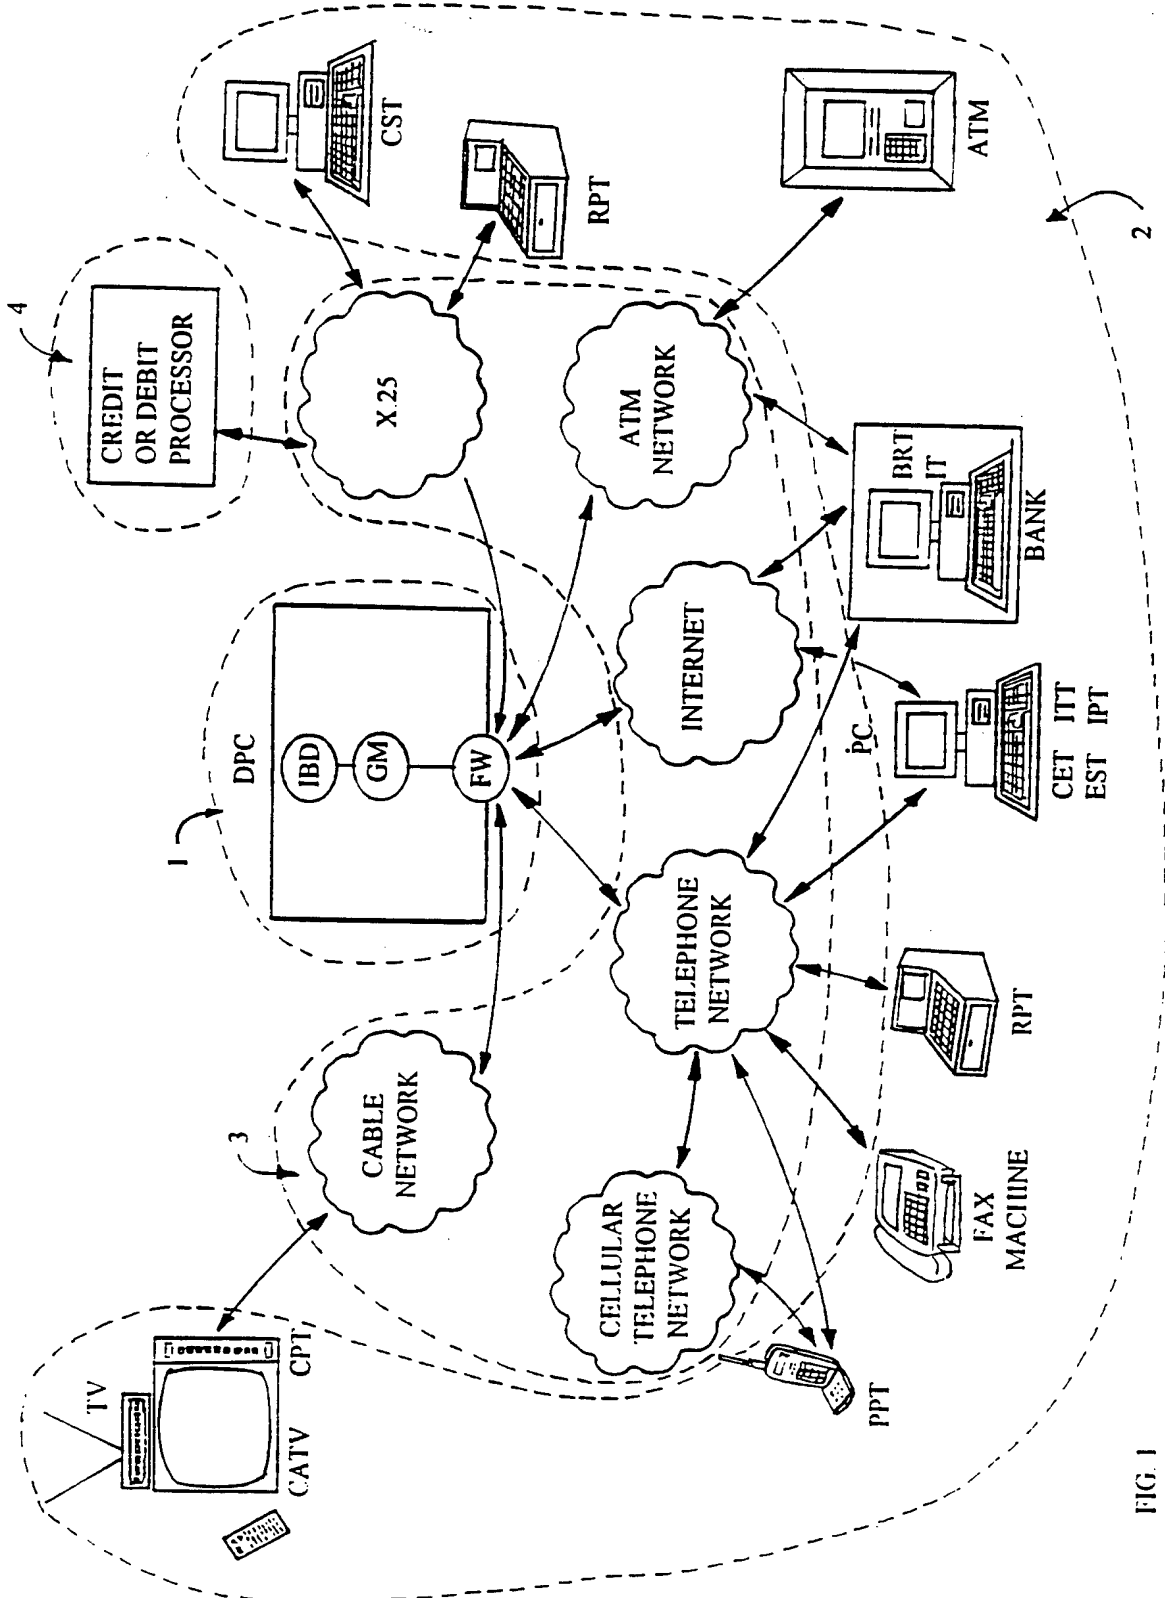 4
CREDIT
OR DEBIT
PROCESSOR
CST
RPT
X.25
1
DPC
IBD
GM
FW
3
CABLE
NETWORK
TV
CATV
CPT
ATM
NETWORK
ATM
2
INTERNET
BRT
IT
BANK
TELEPHONE
NETWORK
PC
CET ITT
EST IPT
CELLULAR
TELEPHONE
NETWORK
RPT
FAX
MACHINE
PPT
FIG. 1